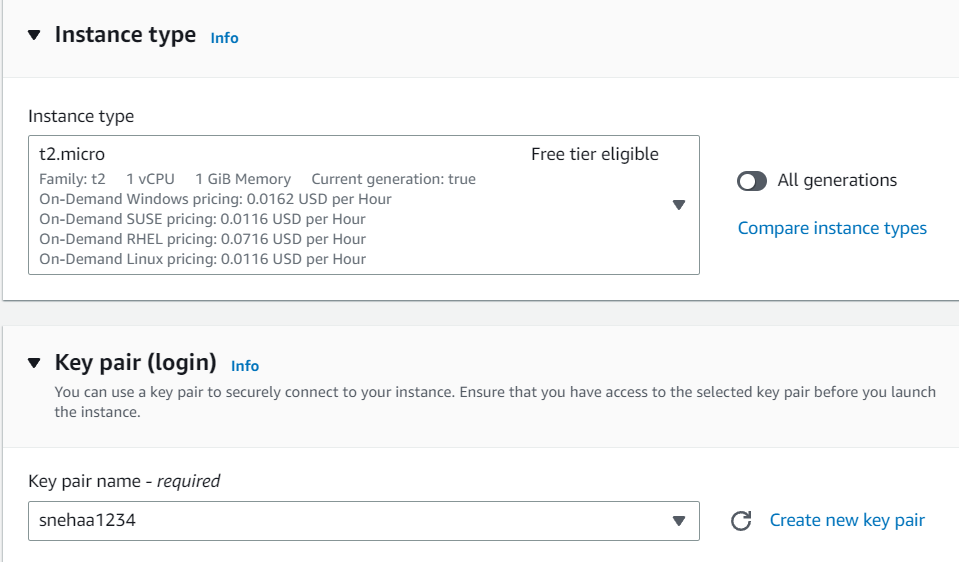 Instance type Info
Instance type
t2.micro Free tier eligible
Family: t2 1 vCPU 1 GiB Memory Current generation: true
On-Demand Windows pricing: 0.0162 USD per Hour
On-Demand SUSE pricing: 0.0116 USD per Hour
On-Demand RHEL pricing: 0.0716 USD per Hour
On-Demand Linux pricing: 0.0116 USD per Hour
All generations
Compare instance types
Key pair (login) Info
You can use a key pair to securely connect to your instance. Ensure that you have access to the selected key pair before you launch
the instance.
Key pair name - required
snehaa1234
Create new key pair